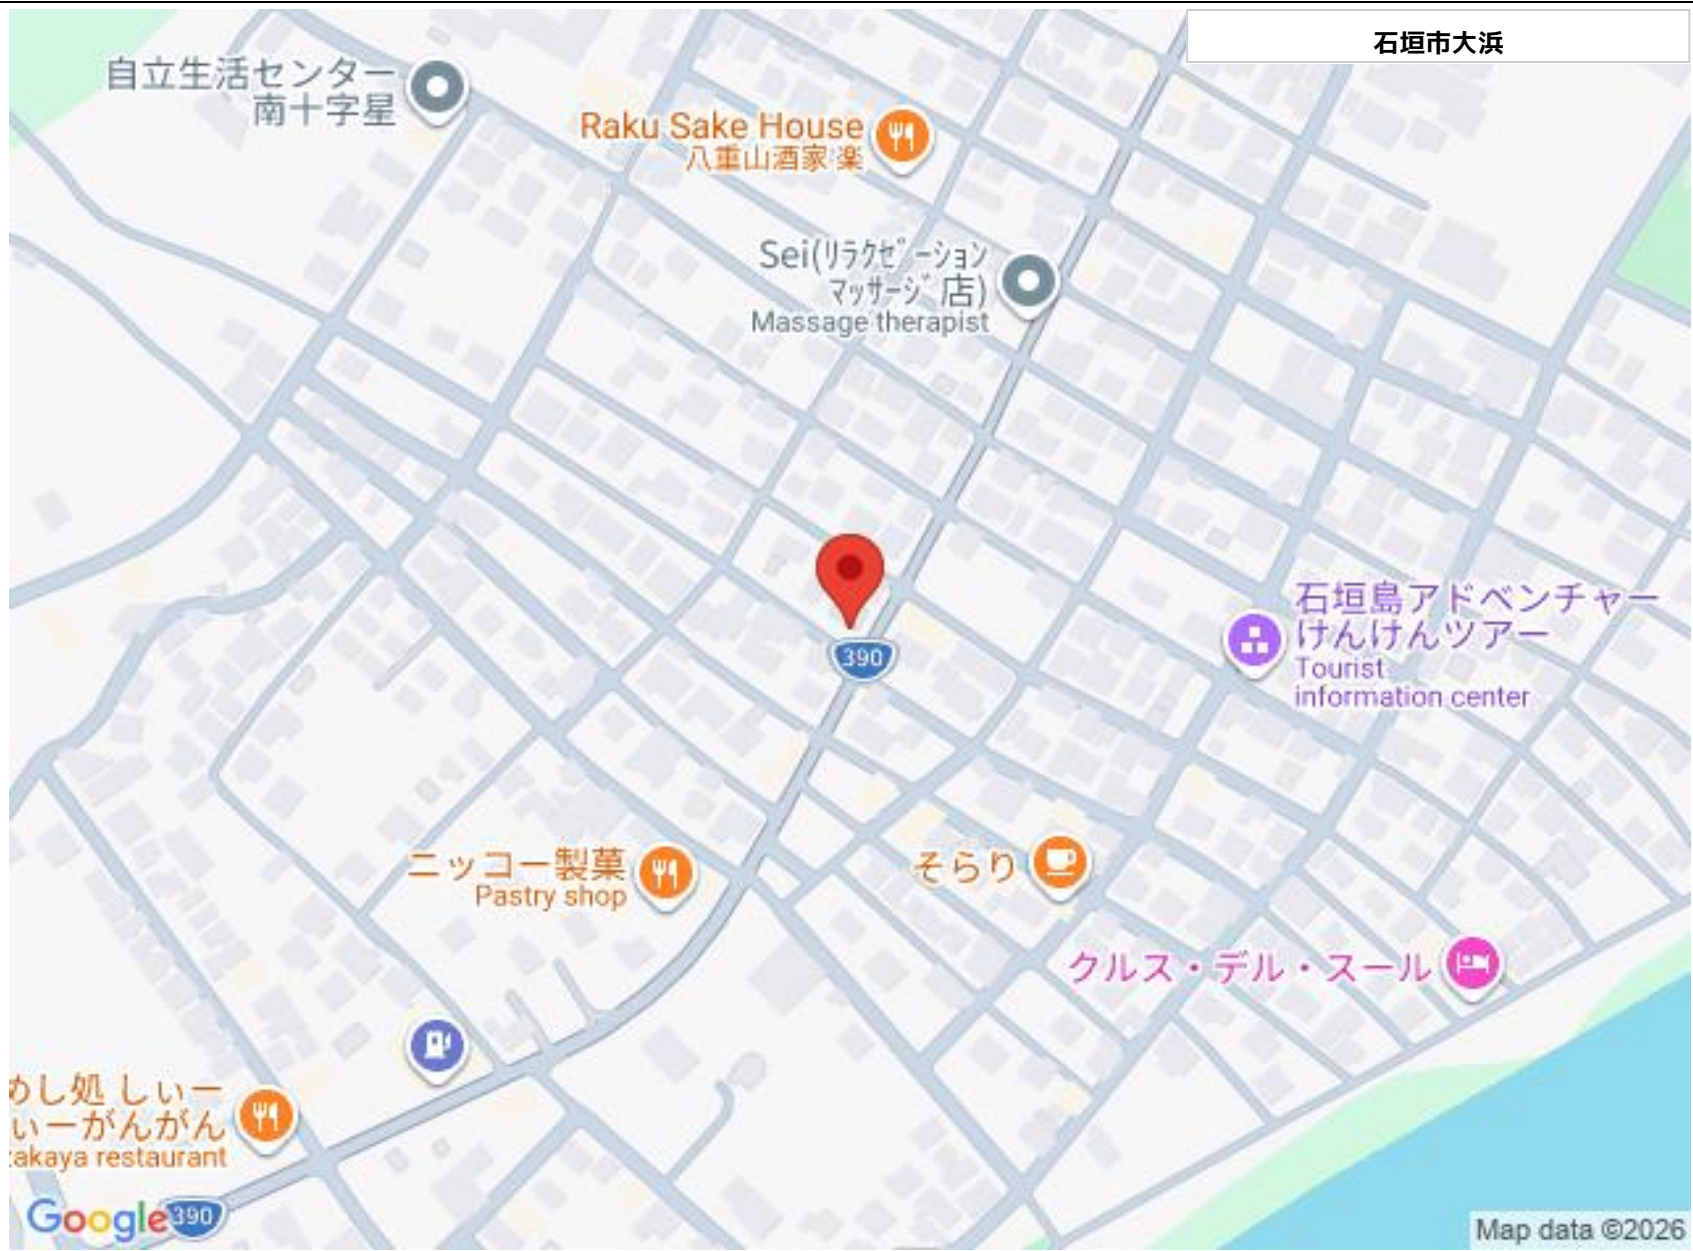 石垣市大浜
自立生活センター
南十字星
Raku Sake House
八重山酒家 楽
Sei(ﾘﾗｸｾﾞｰｼｮﾝ
ﾏｯｻｰｼﾞ店)
Massage therapist
390
石垣島アドベンチャー
けんけんツアー
Tourist
information center
ニッコー製菓
Pastry shop
そらり
クルス・デル・スール
めし処 しぃー
ぃーがんがん
zakaya restaurant
Google
390
Map data ©2026